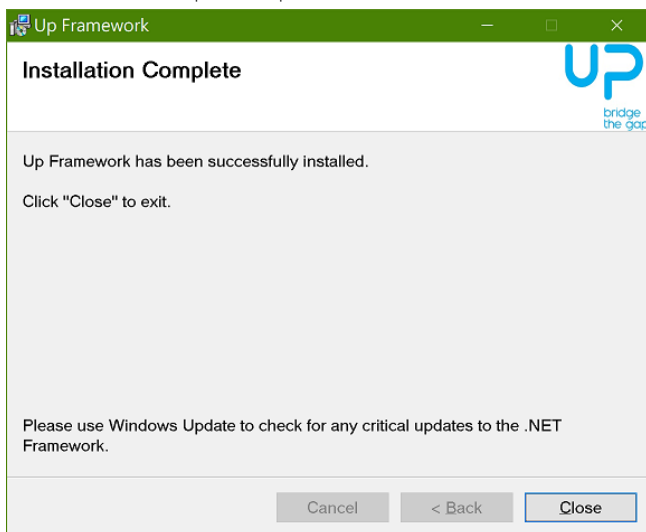 Up Framework
Installation Complete
UP
bridge
the gap
Up Framework has been successfully installed.
Click "Close" to exit.
Please use Windows Update to check for any critical updates to the .NET
Framework.
Cancel
< Back
Close